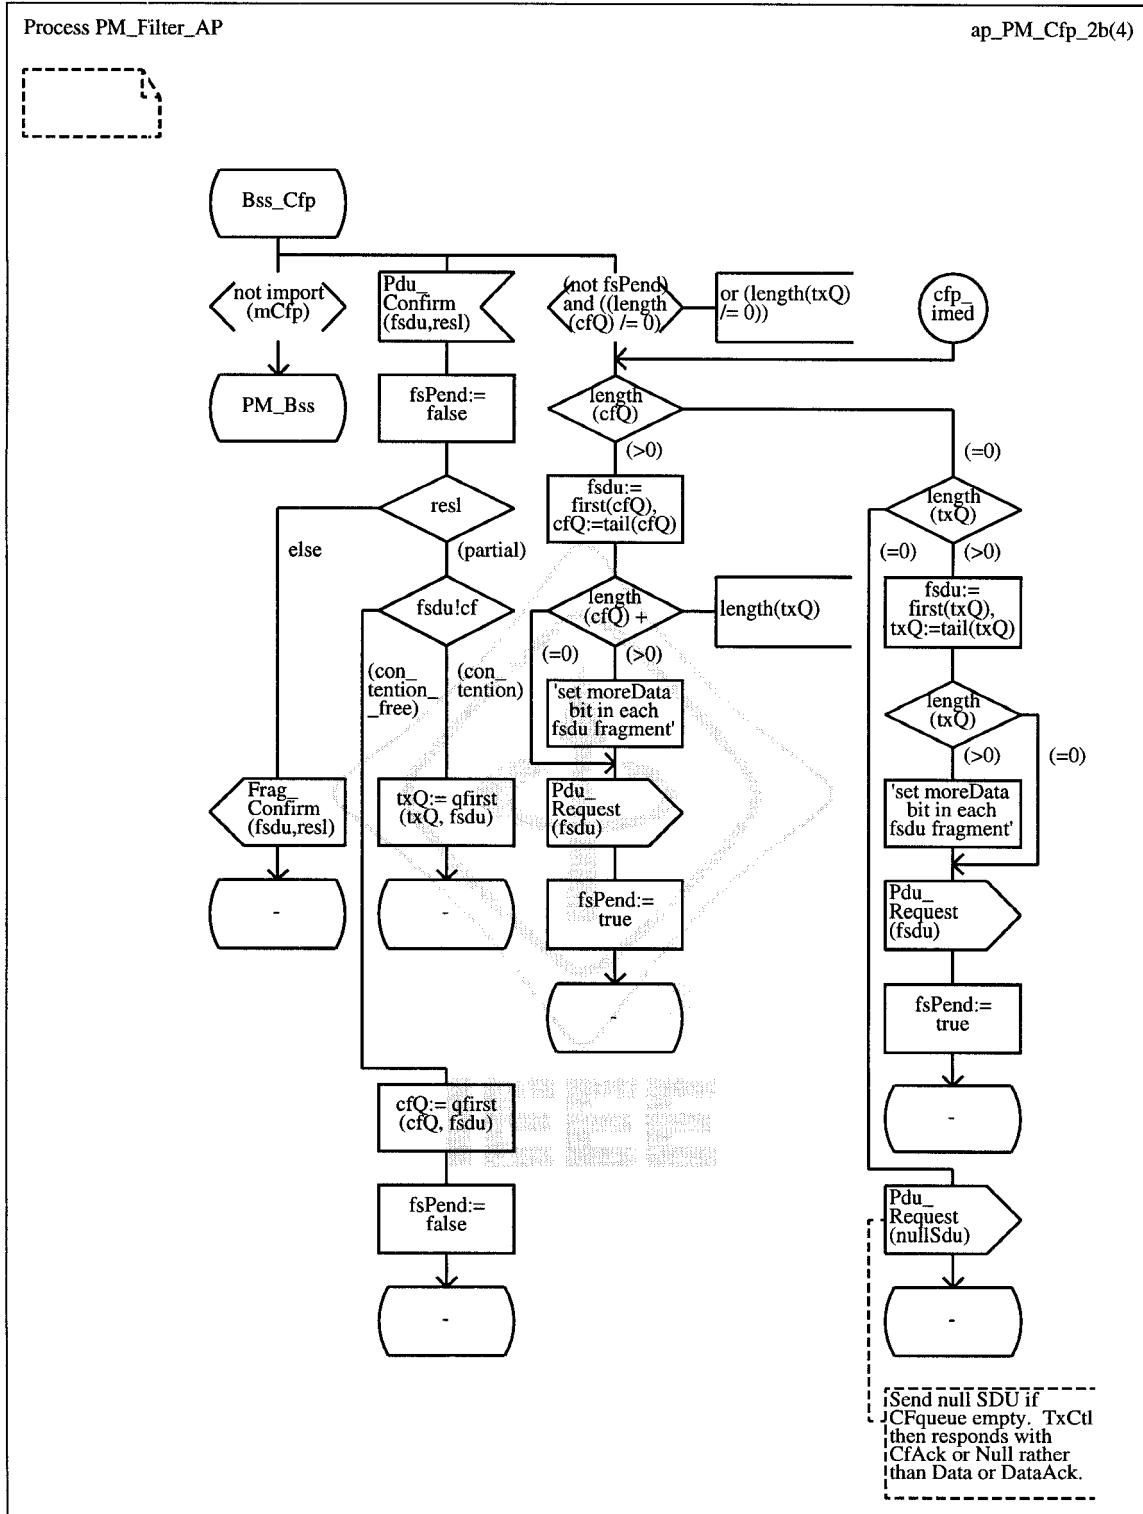 Process PM_Filter_AP
ap_PM_Cfp_2b(4)
Bss_Cfp
not import
(mCfp)
PM_Bss
Pdu_
Confirm
(fsdu,resl)
fsPend:=
false
resl
else
(partial)
fsdu!cf
(con_
tention_
_free)
(con_
tention)
Frag_
Confirm
(fsdu,resl)
-
txQ:= qfirst
(txQ, fsdu)
-
cfQ:= qfirst
(cfQ, fsdu)
fsPend:=
false
-
(not fsPend)
and ((length
(cfQ) /= 0)
or (length(txQ)
/= 0))
cfp_
imed
length
(cfQ)
(>0)
(=0)
fsdu:=
first(cfQ),
cfQ:=tail(cfQ)
length
(cfQ) +
length(txQ)
(=0)
(>0)
'set moreData
bit in each
fsdu fragment'
Pdu_
Request
(fsdu)
fsPend:=
true
-
length
(txQ)
(=0)
(>0)
fsdu:=
first(txQ),
txQ:=tail(txQ)
length
(txQ)
(>0)
(=0)
'set moreData
bit in each
fsdu fragment'
Pdu_
Request
(fsdu)
fsPend:=
true
-
Pdu_
Request
(nullSdu)
-
Send null SDU if
CFqueue empty. TxCtl
then responds with
CfAck or Null rather
than Data or DataAck.
IEEE